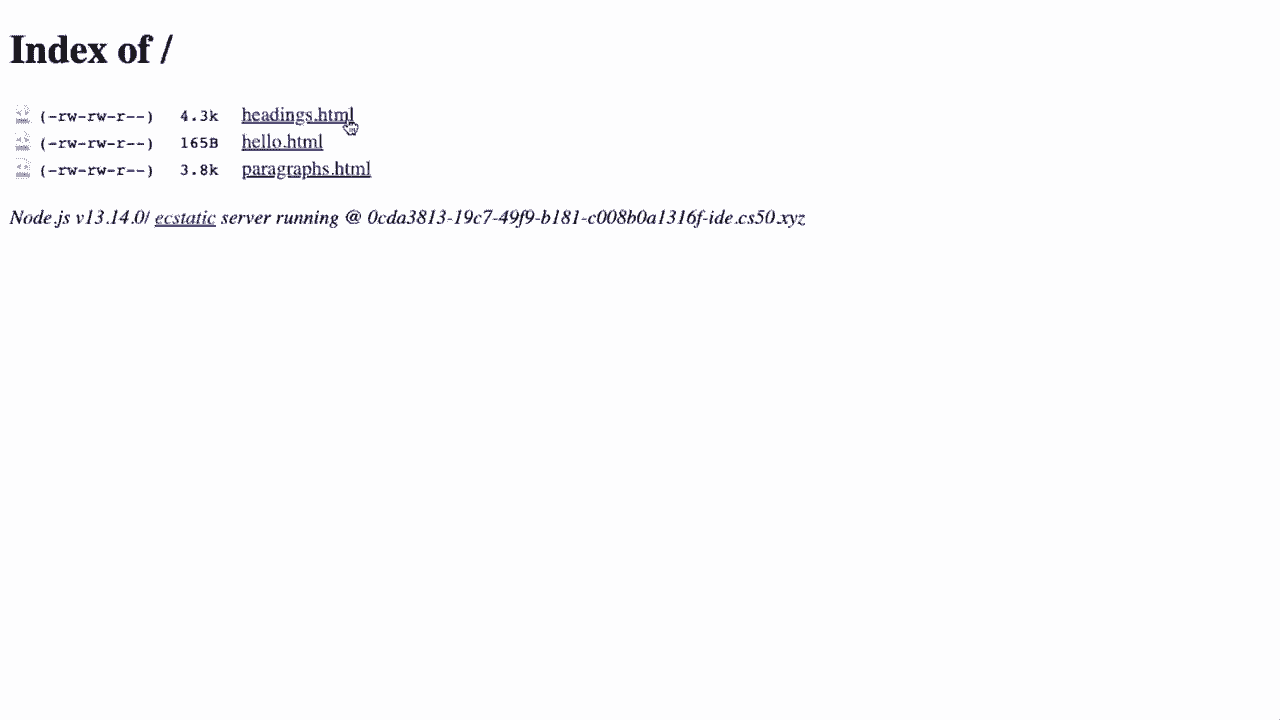 Index of /
(-rw-rw-r--) 4.3k headings.html
(-rw-rw-r--) 165B hello.html
(-rw-rw-r--) 3.8k paragraphs.html
Node.js v13.14.0/ ecstatic server running @ 0cda3813-19c7-49f9-b181-c008b0a1316f-ide.cs50.xyz